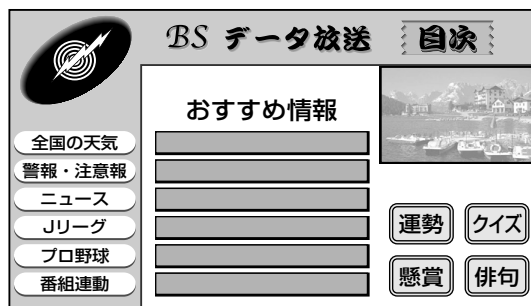 BS データ放送 目次
おすすめ情報
全国の天気
警報・注意報
ニュース
Jリーグ
プロ野球
番組連動
運勢 クイズ
懸賞 俳句